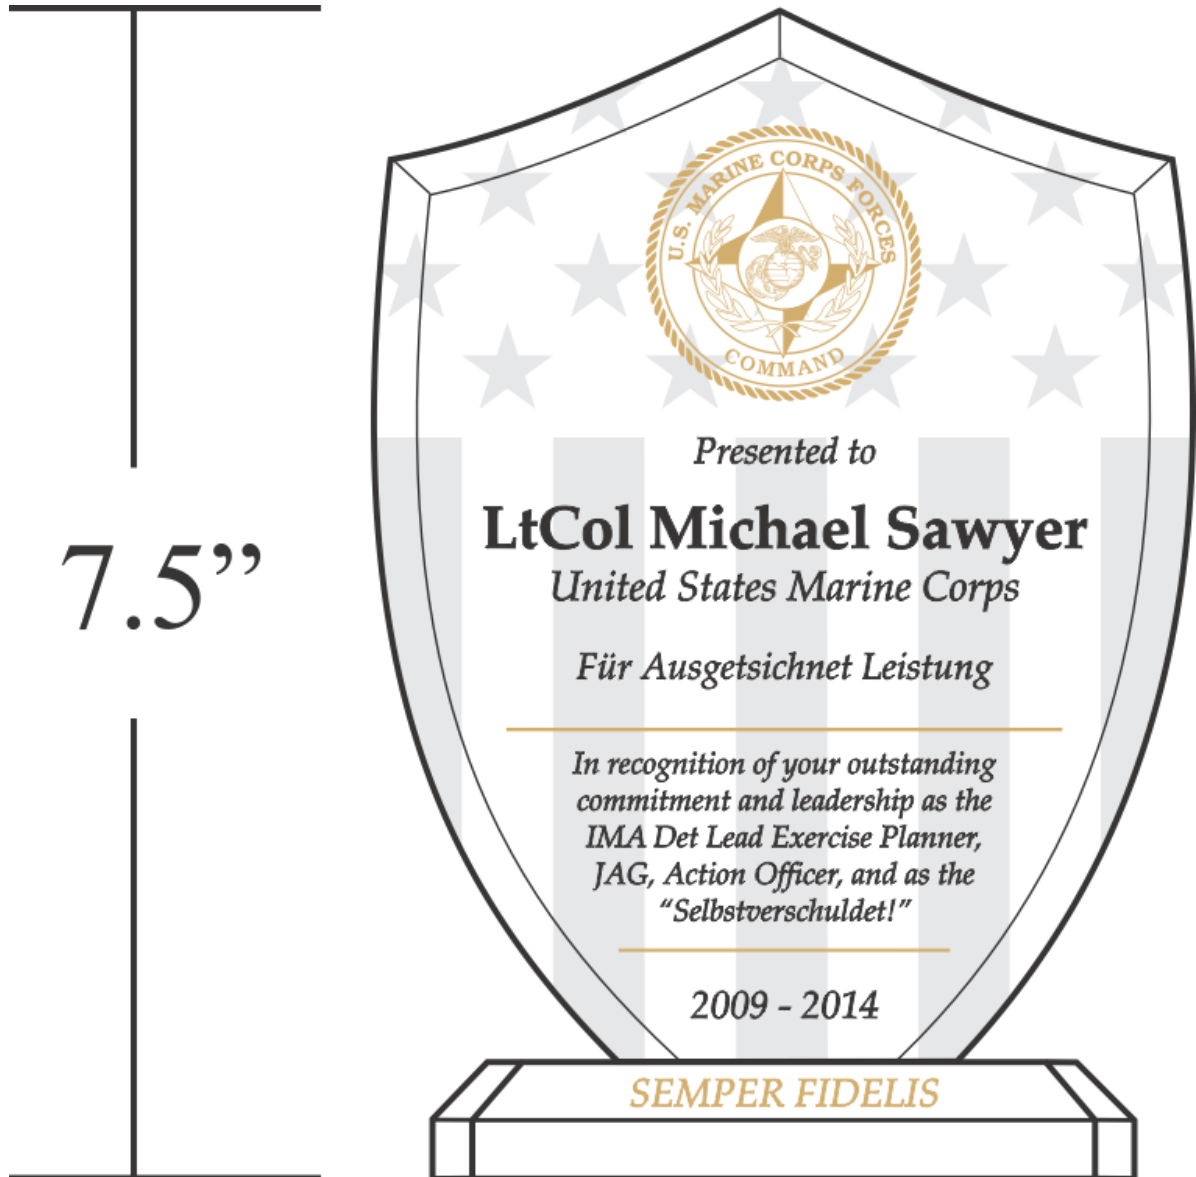 7.5”
U.S. MARINE CORPS FORCES
COMMAND
Presented to
LtCol Michael Sawyer
United States Marine Corps
Für Ausgetsichnet Leistung
In recognition of your outstanding
commitment and leadership as the
IMA Det Lead Exercise Planner,
JAG, Action Officer, and as the
“Selbstverschuldet!”
2009 - 2014
SEMPER FIDELIS